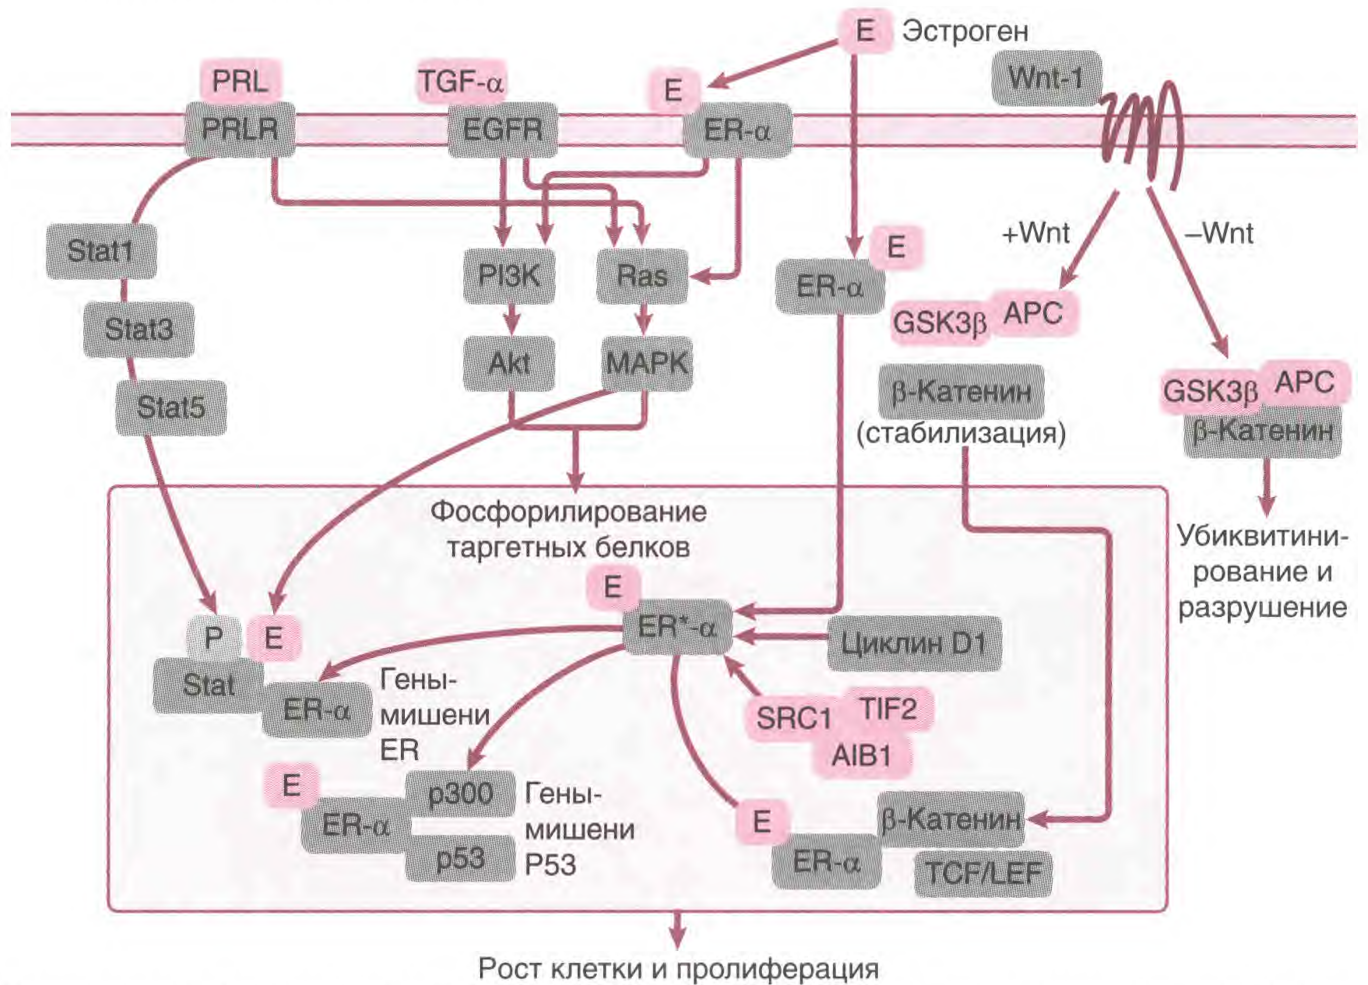 E Эстроген
PRL
TGF-α
E
Wnt-1
PRLR
EGFR
ER-α
+Wnt
–Wnt
Stat1
E
PI3K
Ras
ER-α
Stat3
GSK3β
APC
Akt
MAPK
Stat5
β-Катенин
(стабилизация)
GSK3β
APC
β-Катенин
Фосфорилирование
таргетных белков
Убиквитини-
рование и
разрушение
E
ER*-α
Циклин D1
P
E
Stat
ER-α
Гены-
мишени
ER
SRC1
TIF2
AIB1
E
ER-α
p300
p53
Гены-
мишени
P53
E
ER-α
β-Катенин
TCF/LEF
Рост клетки и пролиферация